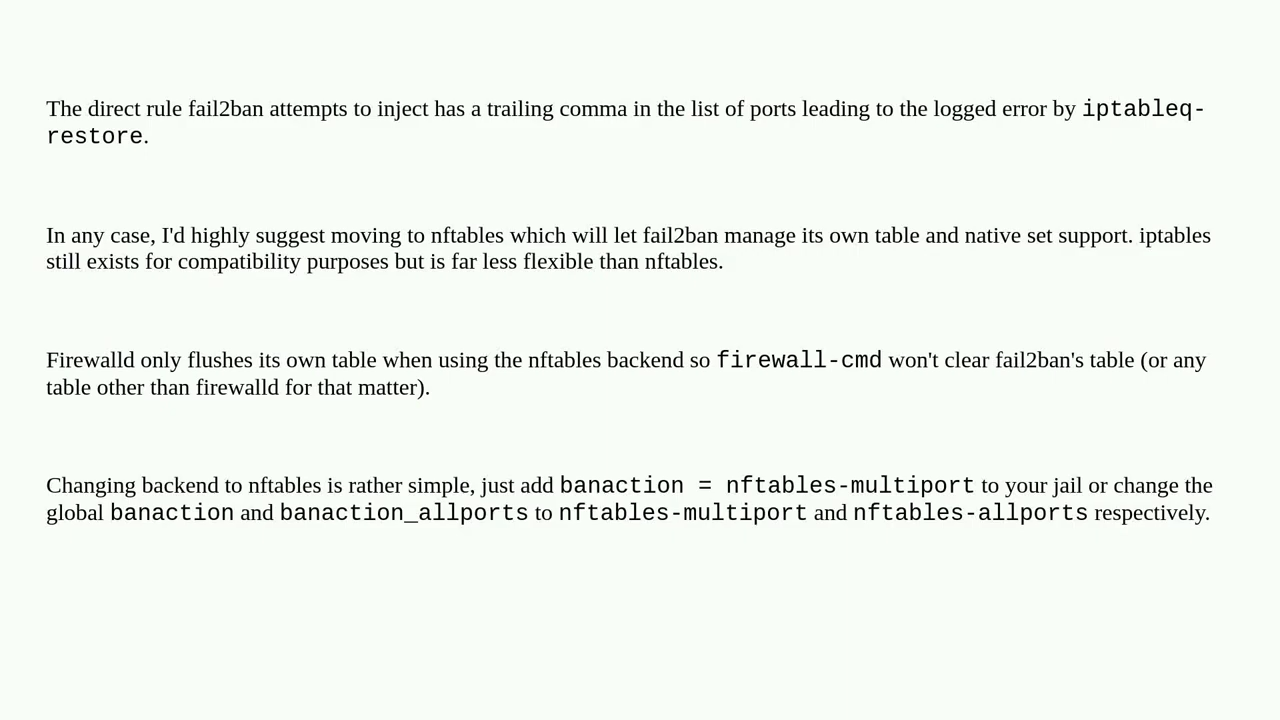 The direct rule fail2ban attempts to inject has a trailing comma in the list of ports leading to the logged error by iptableq-
restore.
In any case, I'd highly suggest moving to nftables which will let fail2ban manage its own table and native set support. iptables
still exists for compatibility purposes but is far less flexible than nftables.
Firewalld only flushes its own table when using the nftables backend so firewall-cmd won't clear fail2ban's table (or any
table other than firewalld for that matter).
Changing backend to nftables is rather simple, just add banaction = nftables-multiport to your jail or change the
global banaction and banaction_allports to nftables-multiport and nftables-allports respectively.